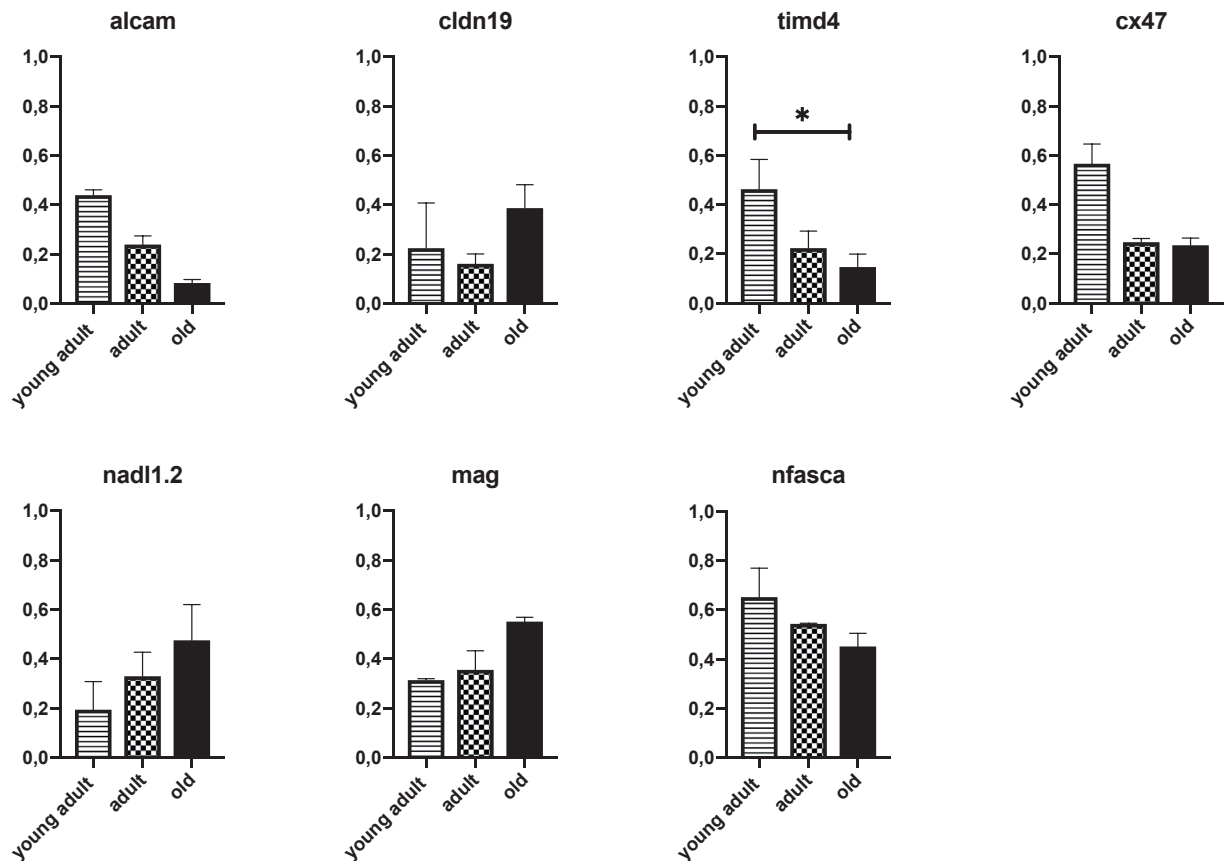 alcam
1,0
0,8
0,6
0,4
0,2
0,0
young adult
adult
old
cldn19
1,0
0,8
0,6
0,4
0,2
0,0
young adult
adult
old
timd4
*
1,0
0,8
0,6
0,4
0,2
0,0
young adult
adult
old
cx47
1,0
0,8
0,6
0,4
0,2
0,0
young adult
adult
old
nadl1.2
1,0
0,8
0,6
0,4
0,2
0,0
young adult
adult
old
mag
1,0
0,8
0,6
0,4
0,2
0,0
young adult
adult
old
nfasca
1,0
0,8
0,6
0,4
0,2
0,0
young adult
adult
old